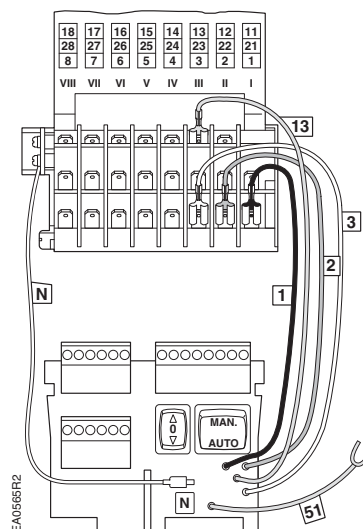 18 17 16 15 14 13 12 11
28 27 26 25 24 23 22 21
8 7 6 5 4 3 2 1
VIII VII VI V IV III II I
13
3
2
1
N
0
MAN.
AUTO
N
51
EA0565R2